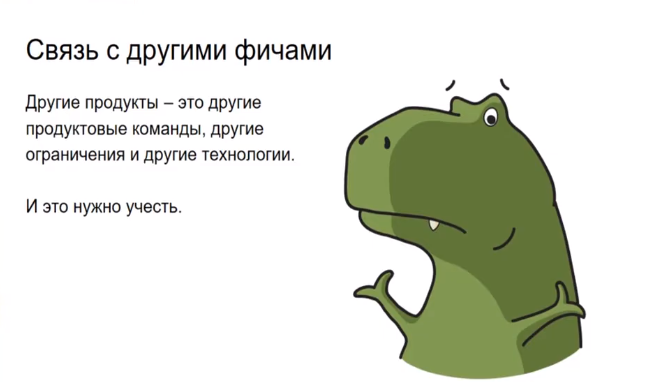 Связь с другими фичами
Другие продукты – это другие
продуктовые команды, другие
ограничения и другие технологии.
И это нужно учесть.